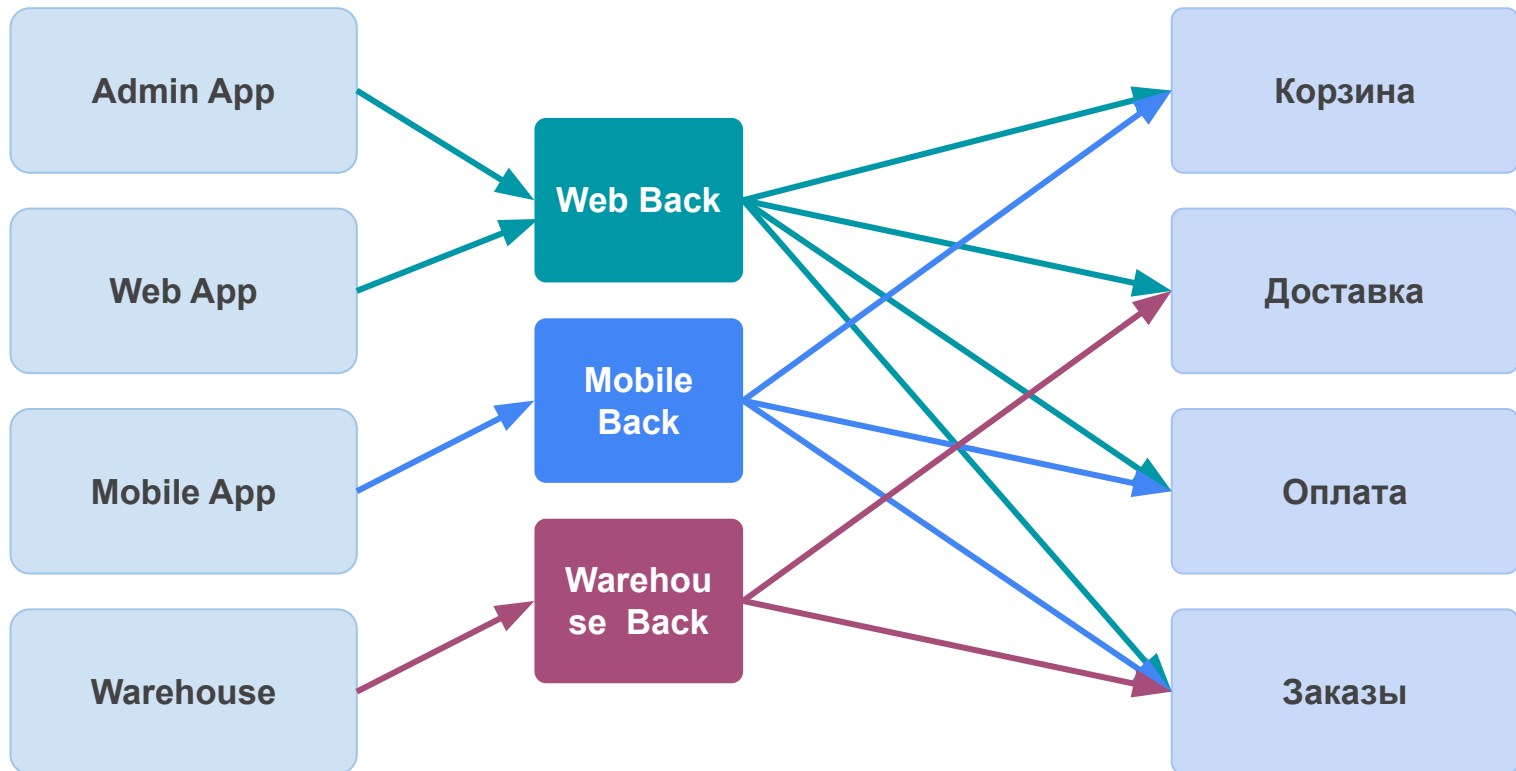 Admin App
Web App
Mobile App
Warehouse
Web Back
Mobile
Back
Warehou
se Back
Корзина
Доставка
Оплата
Заказы